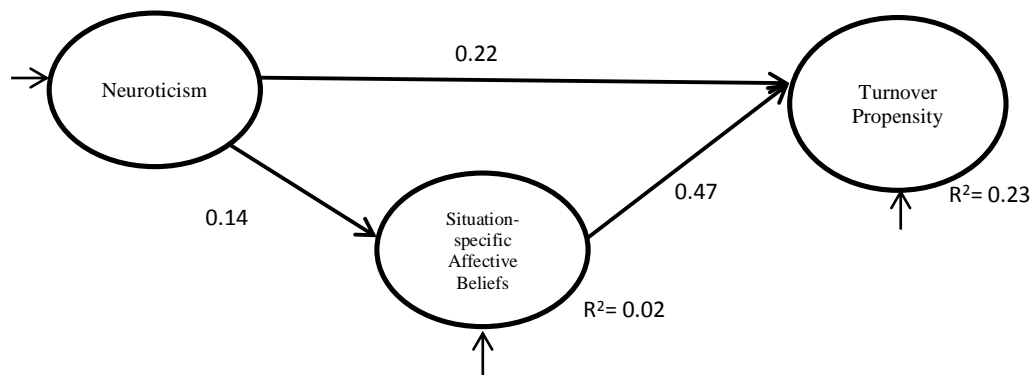 0.22
Neuroticism
Turnover
Propensity
0.14
0.47
R²= 0.23
Situation-
specific
Affective
Beliefs
R²= 0.02